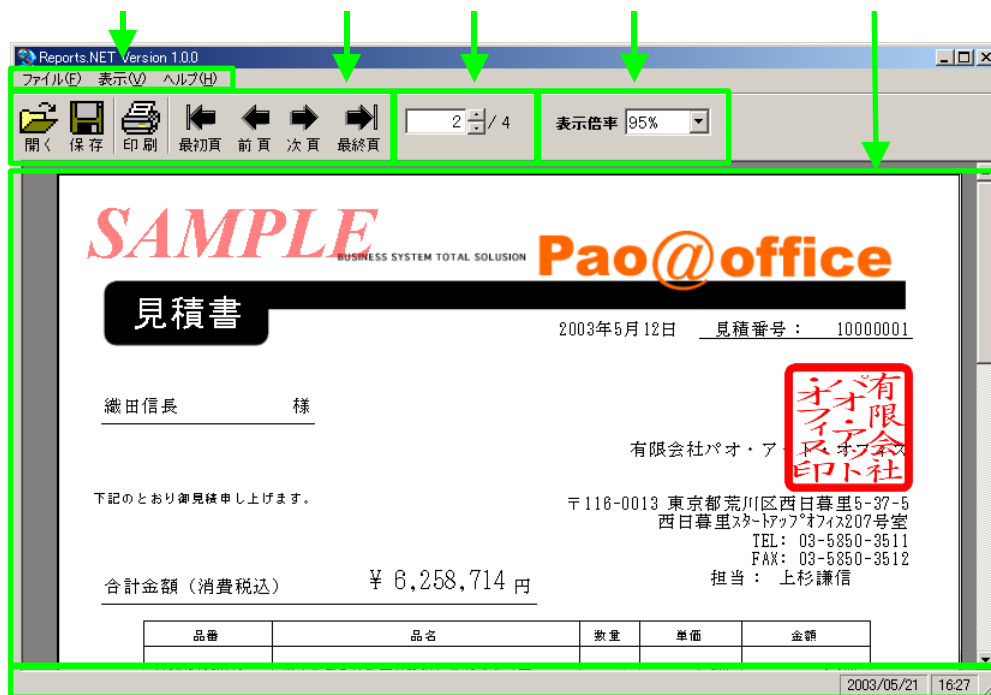 Reports.NET Version 1.0.0
ファイル(F) 表示(V) ヘルプ(H)
開く 保存 印刷 最初頁 前頁 次頁 最終頁 2 / 4 表示倍率 95%
SAMPLE
BUSINESS SYSTEM TOTAL SOLUSION Pao@office
見積書
2003年5月12日 見積番号： 10000001
織田信長 様
有限会社パオ・アット・オフィス
有限会社
パオ・アット
・オフィス印
下記のとおり御見積申し上げます。
〒116-0013 東京都荒川区西日暮里5-37-5
西日暮里ｽﾀｰﾄｱｯﾌﾟｵﾌｨｽ207号室
TEL: 03-5850-3511
FAX: 03-5850-3512
担当： 上杉謙信
合計金額（消費税込） ¥ 6,258,714 円
品番 品名 数量 単価 金額
2003/05/21 16:27